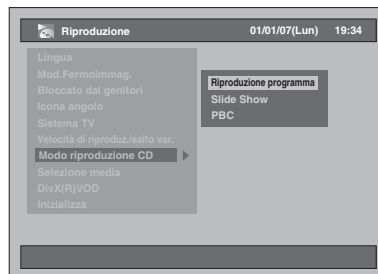 Riproduzione 01/01/07(Lun) 19:34
Lingua
Mod.Fermoimmag.
Bloccato dai genitori
Icona angolo
Sistema TV
Velocità di riproduz./salto var.
Modo riproduzione CD
Selezione media
DivX(R)VOD
Inizializza
Riproduzione programma
Slide Show
PBC